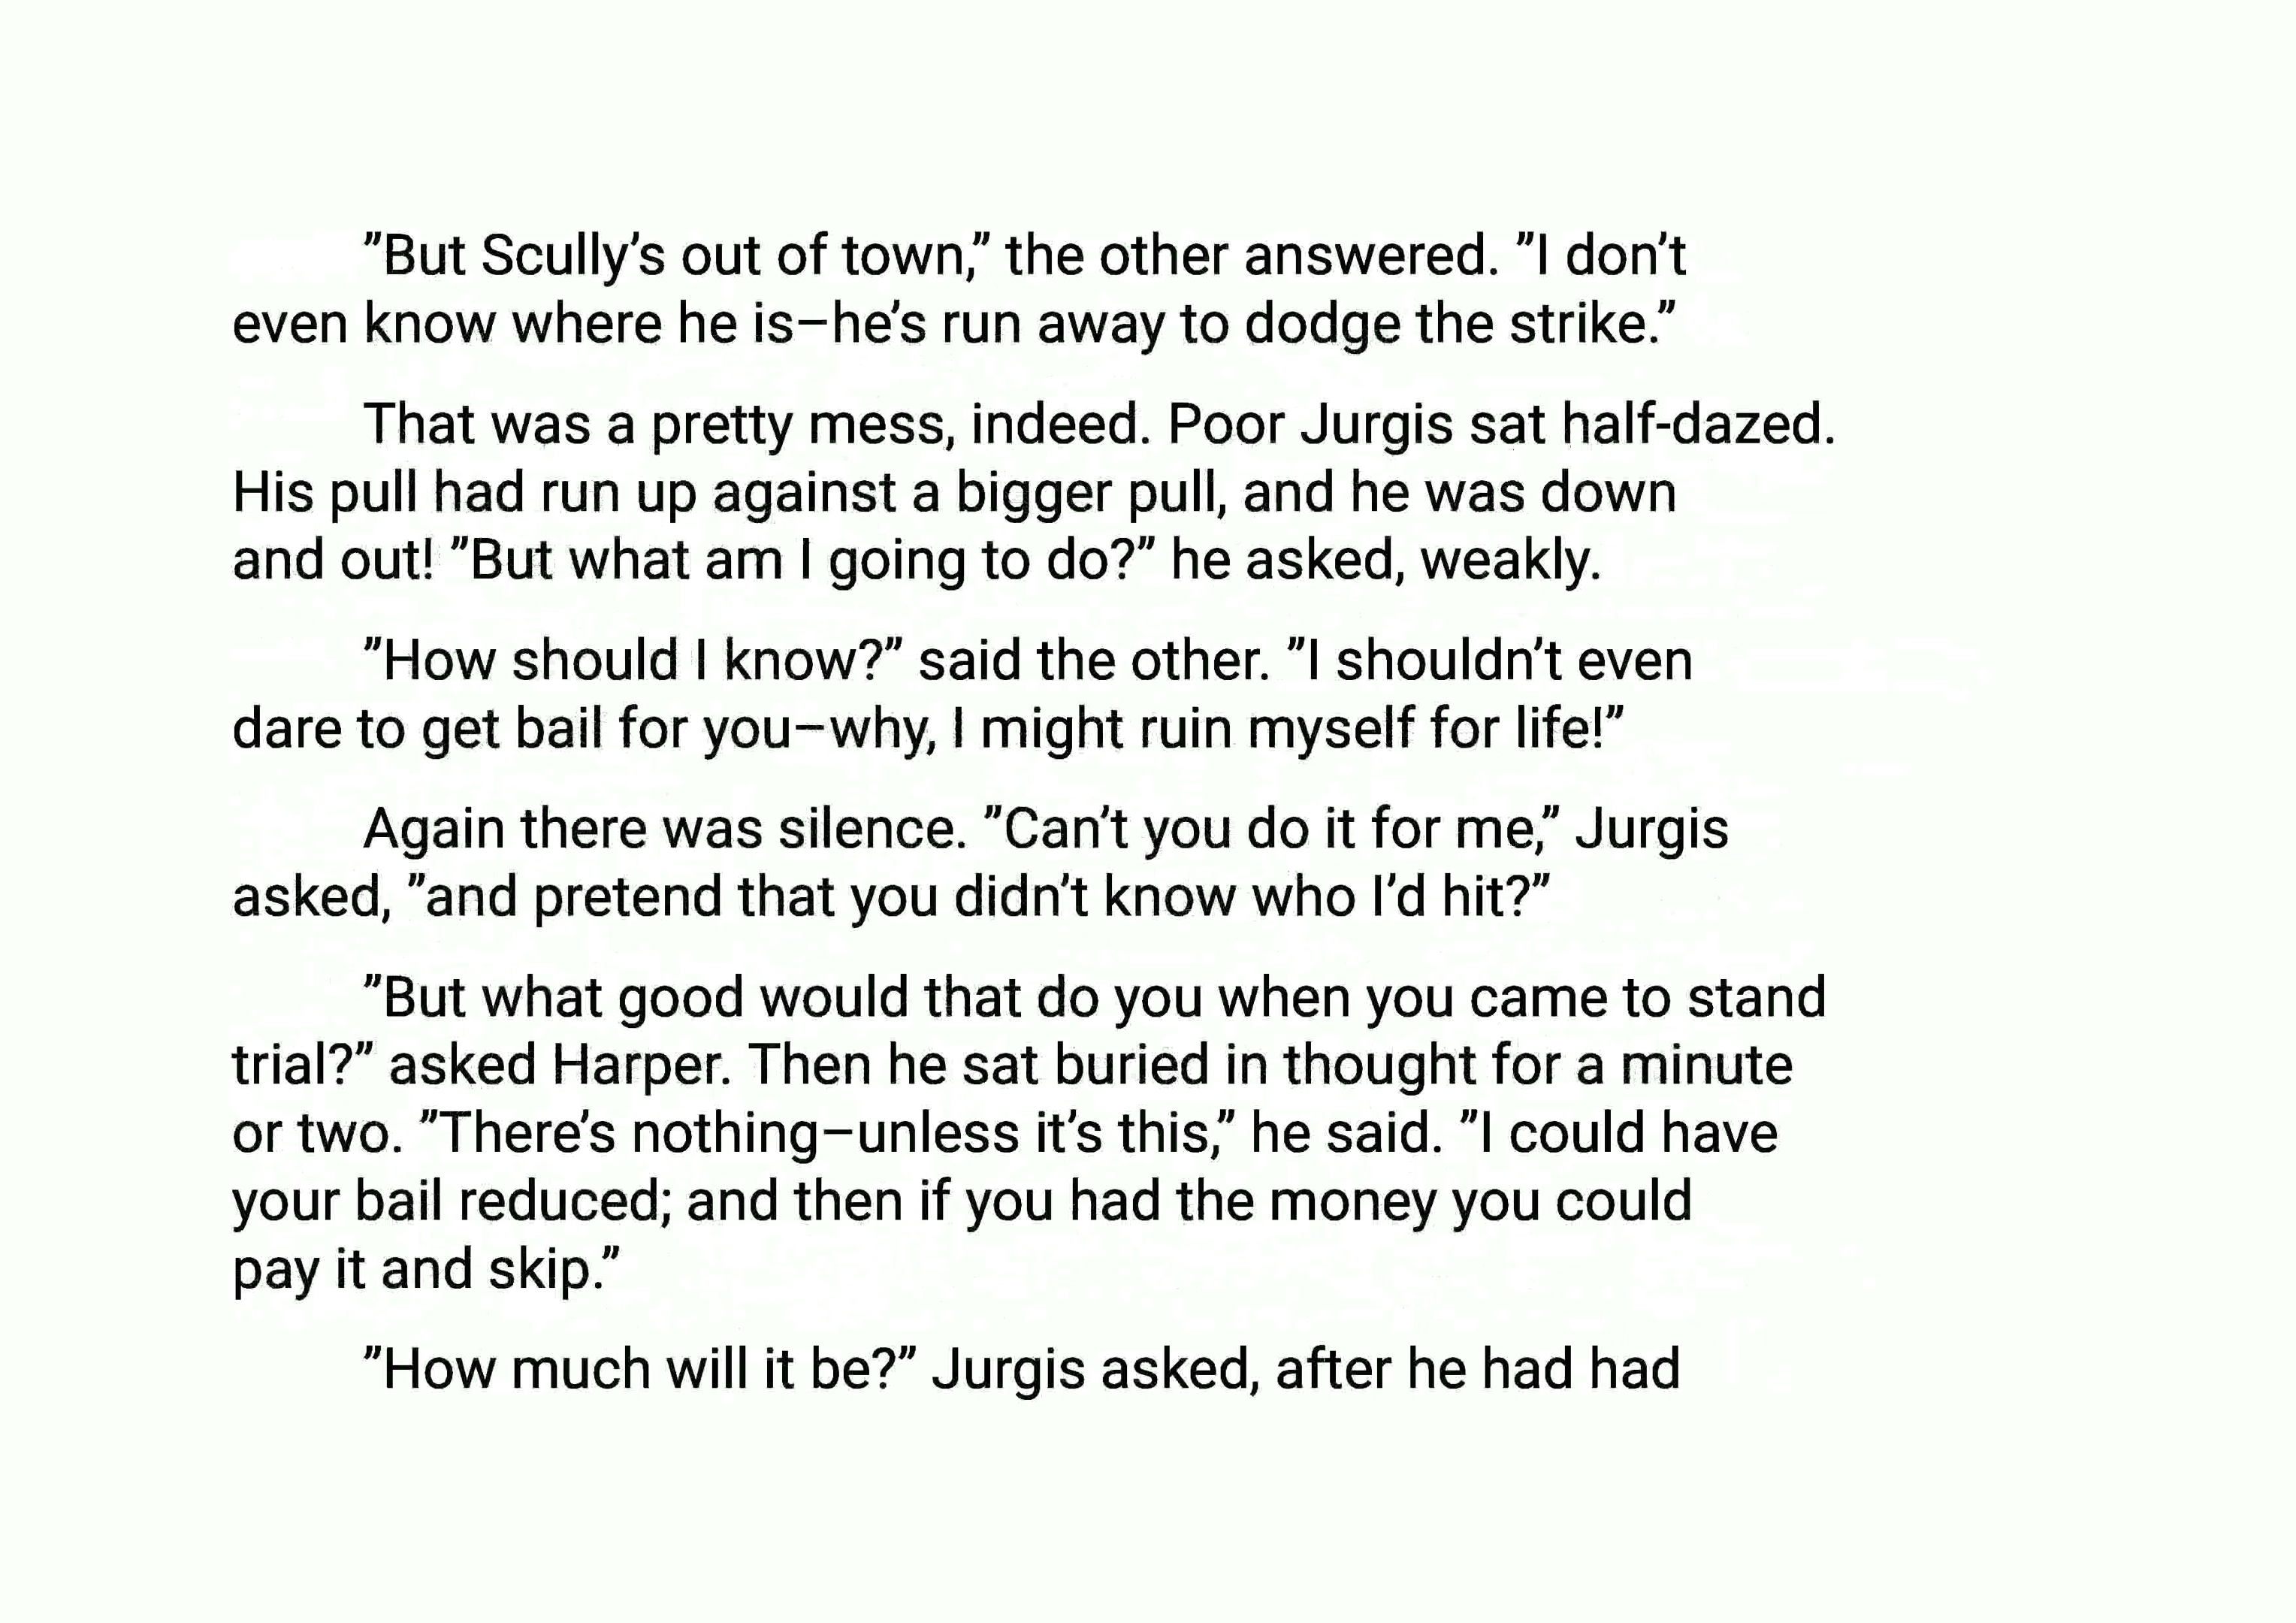 ”But Scully’s out of town,” the other answered. ”I don’t
even know where he is–he’s run away to dodge the strike.”
That was a pretty mess, indeed. Poor Jurgis sat half-dazed.
His pull had run up against a bigger pull, and he was down
and out! ”But what am I going to do?” he asked, weakly.
”How should I know?” said the other. ”I shouldn’t even
dare to get bail for you–why, I might ruin myself for life!”
Again there was silence. ”Can’t you do it for me,” Jurgis
asked, ”and pretend that you didn’t know who I’d hit?”
”But what good would that do you when you came to stand
trial?” asked Harper. Then he sat buried in thought for a minute
or two. ”There’s nothing–unless it’s this,” he said. ”I could have
your bail reduced; and then if you had the money you could
pay it and skip.”
”How much will it be?” Jurgis asked, after he had had